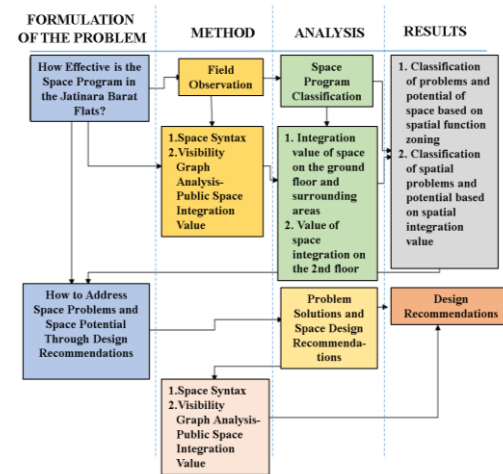 FORMULATION
OF THE PROBLEM
METHOD
ANALYSIS
RESULTS
How Effective is the
Space Program in
the Jatinara Barat
Flats?
Field
Observation
Space
Program
Classification
1. Classification
of problems and
potential of
space based on
spatial function
zoning
2. Classification
of spatial
problems and
potential based
on spatial
integration
value
1.Space Syntax
2.Visibility
Graph
Analysis-
Public Space
Integration
Value
1. Integration
value of space
on the ground
floor and
surrounding
areas
2. Value of
space
integration on
the 2nd floor
How to Address
Space Problems and
Space Potential
Through Design
Recommendations
Problem
Solutions and
Space Design
Recommenda-
tions
Design
Recommendations
1.Space Syntax
2.Visibility
Graph Analysis-
Public Space
Integration
Value